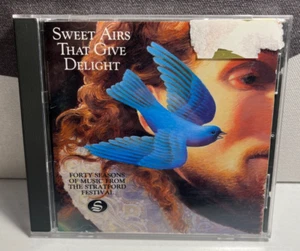 SWEET AIRS
THAT GIVE
DELIGHT
FORTY SEASONS
OF MUSIC FROM
THE STRATFORD
FESTIVAL
S